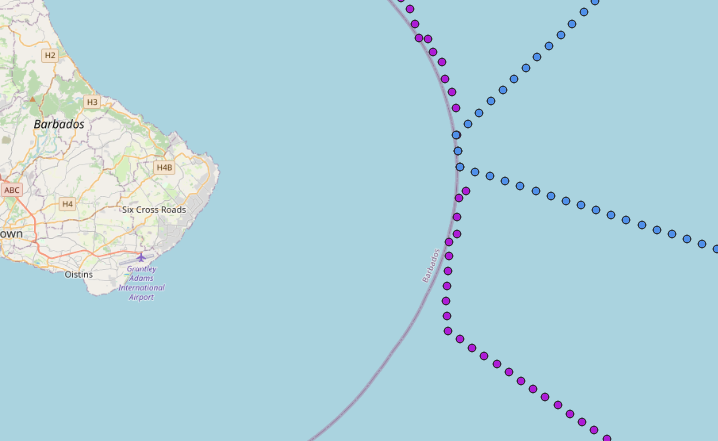 H2
H3
Barbados
H4B
ABC
H4
Six Cross Roads
own
Oistins
Grantley
Adams
International
Airport
Barbados